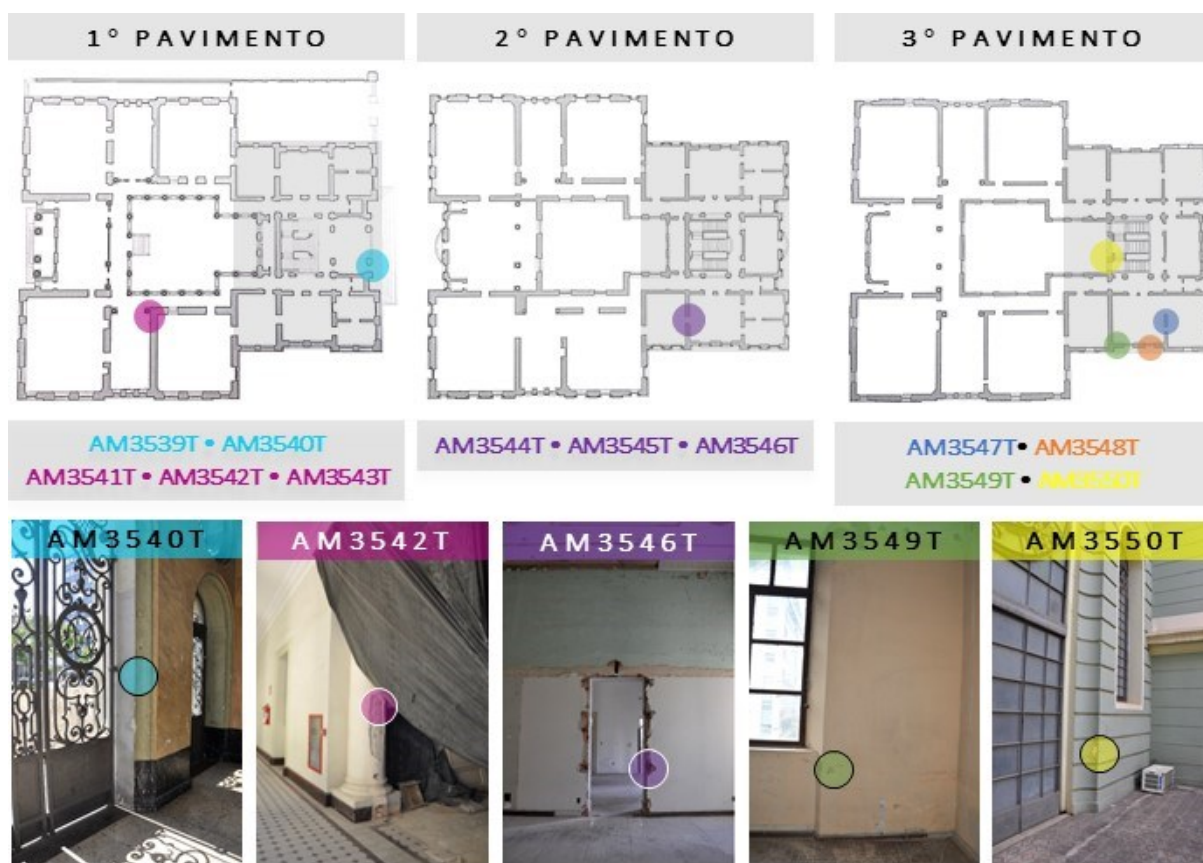 1° PAVIMENTO
2° PAVIMENTO
3° PAVIMENTO
AM3539T • AM3540T
AM3541T • AM3542T • AM3543T
AM3544T • AM3545T • AM3546T
AM3547T • AM3548T
AM3549T • AM3550T
AM3540T
AM3542T
AM3546T
AM3549T
AM3550T